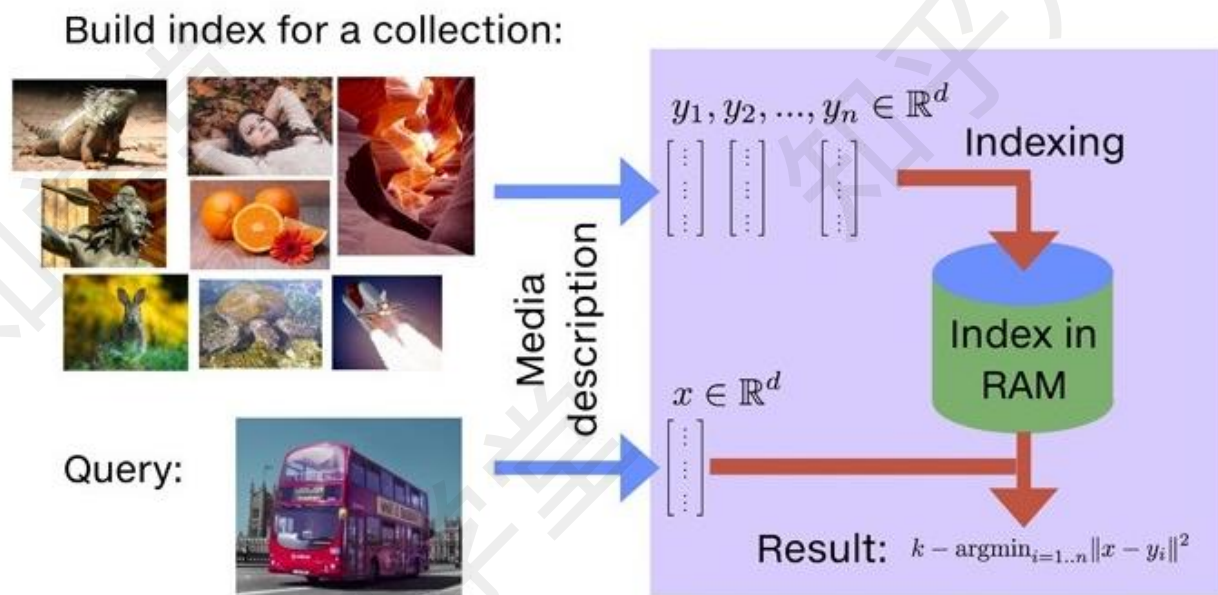 Build index for a collection:
y₁, y₂, ..., yₙ ∈ ℝᵈ
Indexing
Media
description
Index in
RAM
x ∈ ℝᵈ
Query:
Result: k − argminᵢ₌₁..ₙ‖x − yᵢ‖²